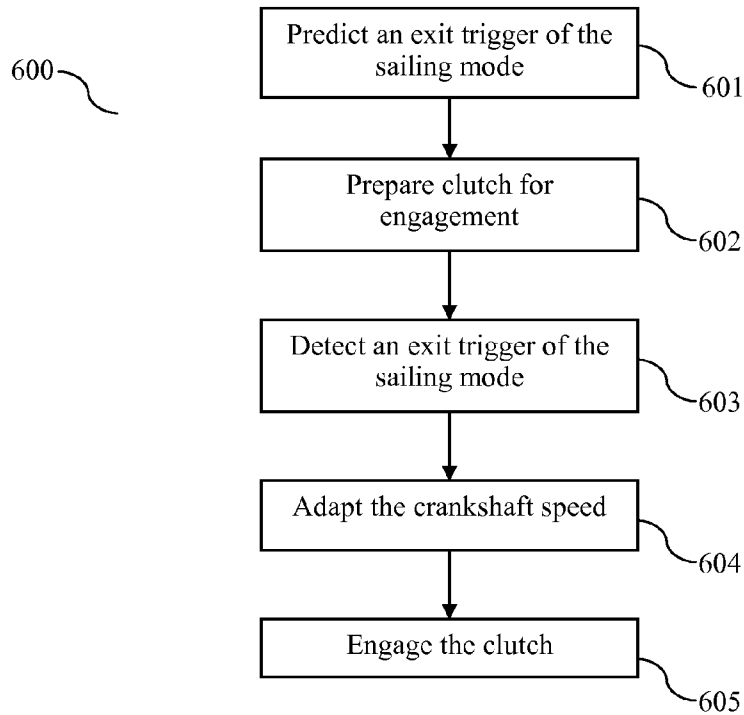 Predict an exit trigger of the
sailing mode
600
601
Prepare clutch for
engagement
602
Detect an exit trigger of the
sailing mode
603
Adapt the crankshaft speed
604
Engage the clutch
605